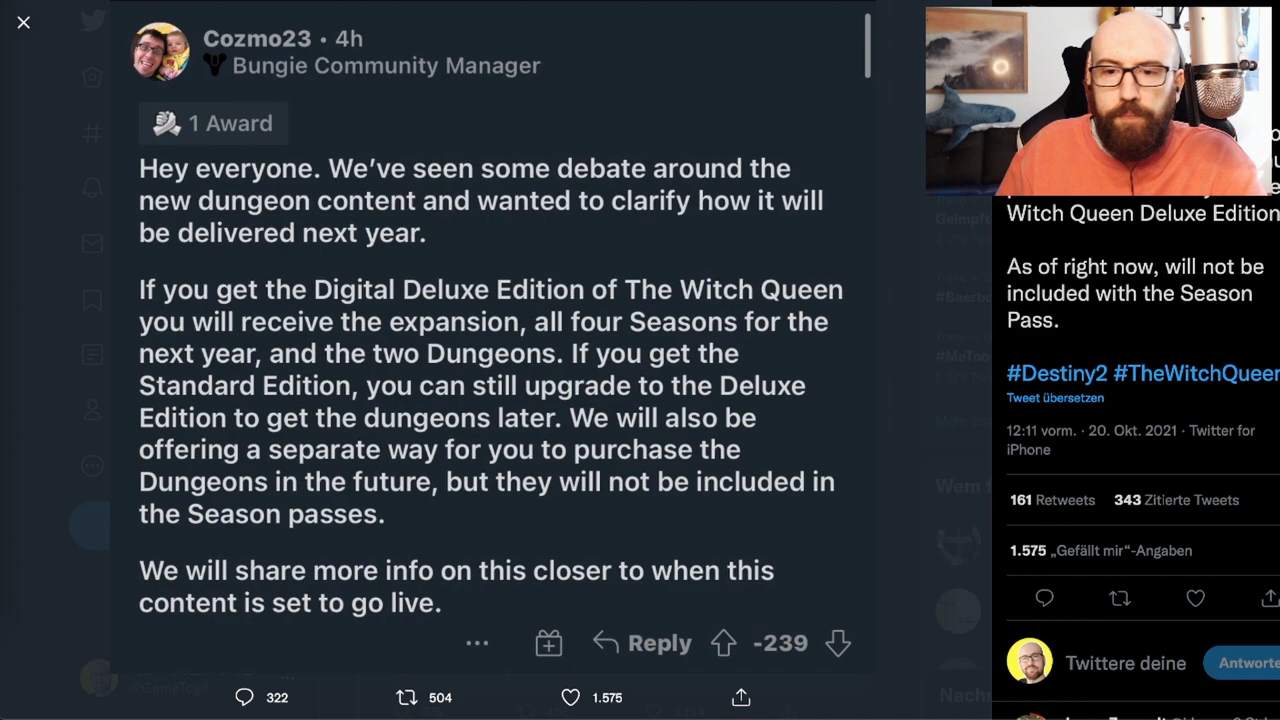 Cozmo23 • 4h
Bungie Community Manager
1 Award
Hey everyone. We've seen some debate around the
new dungeon content and wanted to clarify how it will
be delivered next year.
If you get the Digital Deluxe Edition of The Witch Queen
you will receive the expansion, all four Seasons for the
next year, and the two Dungeons. If you get the
Standard Edition, you can still upgrade to the Deluxe
Edition to get the dungeons later. We will also be
offering a separate way for you to purchase the
Dungeons in the future, but they will not be included in
the Season passes.
We will share more info on this closer to when this
content is set to go live.
Reply
-239
322
504
1.575
Witch Queen Deluxe Edition
As of right now, will not be
included with the Season
Pass.
#Destiny2 #TheWitchQueen
Tweet übersetzen
12:11 vorm. · 20. Okt. 2021 · Twitter for
iPhone
161 Retweets 343 Zitierte Tweets
1.575 „Gefällt mir“-Angaben
Twittere deine
Antworte